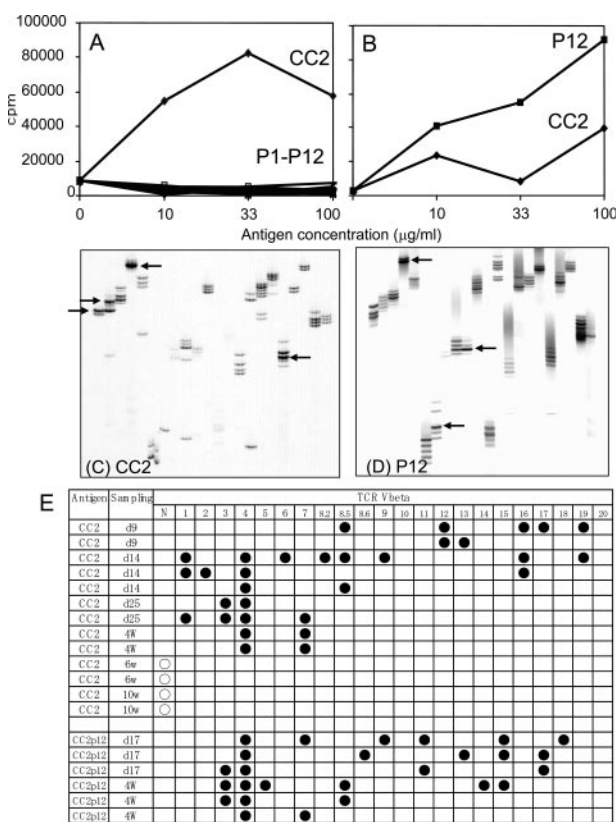 A
B
100000
80000
60000
40000
20000
0
cpm
CC2
P1-P12
P12
CC2
0 10 33 100
10 33 100
Antigen concentration (μg/ml)
(C) CC2
(D) P12
E
Antigen Sampling TCR Vbeta
N 1 2 3 4 5 6 7 8.2 8.5 8.6 9 10 11 12 13 14 15 16 17 18 19 20
CC2 d9
CC2 d9
CC2 d14
CC2 d14
CC2 d14
CC2 d25
CC2 d25
CC2 4W
CC2 4W
CC2 6w
CC2 6w
CC2 10w
CC2 10w
CC2p12 d17
CC2p12 d17
CC2p12 d17
CC2p12 4W
CC2p12 4W
CC2p12 4W